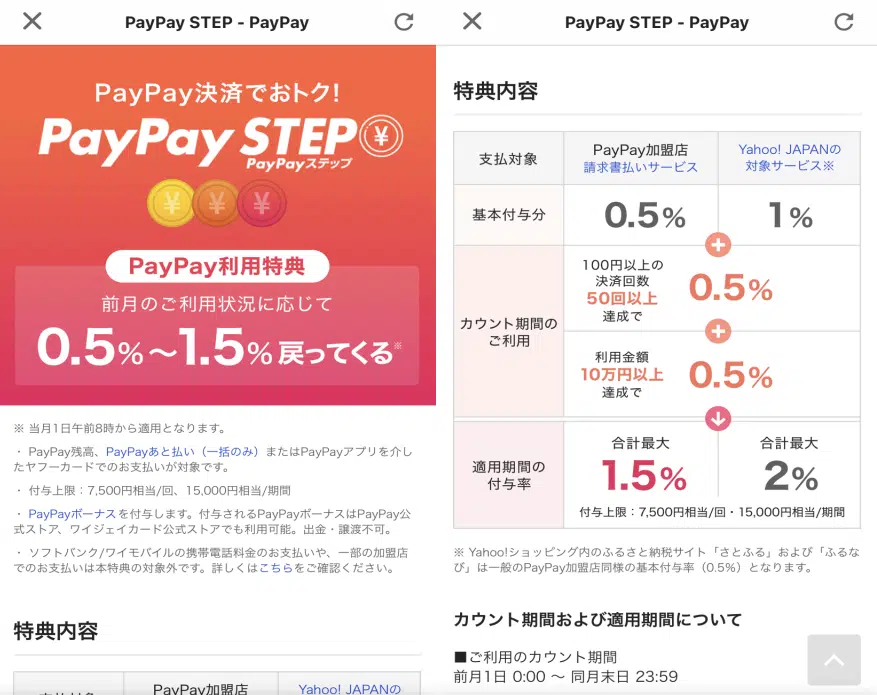 PayPay STEP - PayPay
PayPay決済でおトク!
PayPay STEP ¥
PayPayステップ
¥ ¥ ¥
PayPay利用特典
前月のご利用状況に応じて
0.5%～1.5%戻ってくる※
※ 当月1日午前8時から適用となります。
・ PayPay残高、PayPayあと払い（一括のみ）またはPayPayアプリを介し
たヤフーカードでのお支払いが対象です。
・ 付与上限：7,500円相当/回、15,000円相当/期間
・ PayPayボーナスを付与します。付与されるPayPayボーナスはPayPay公
式ストア、ワイジェイカード公式ストアでも利用可能。出金・譲渡不可。
・ ソフトバンク/ワイモバイルの携帯電話料金のお支払いや、一部の加盟店
でのお支払いは本特典の対象外です。詳しくはこちらをご確認ください。
特典内容
PayPay加盟店
Yahoo! JAPANの
PayPay STEP - PayPay
特典内容
支払対象
PayPay加盟店
請求書払いサービス
Yahoo! JAPANの
対象サービス※
基本付与分
0.5%
1%
カウント期間の
ご利用
100円以上の
決済回数
50回以上
達成で
0.5%
利用金額
10万円以上
達成で
0.5%
適用期間の
付与率
合計最大
1.5%
合計最大
2%
付与上限：7,500円相当/回・15,000円相当/期間
※ Yahoo!ショッピング内のふるさと納税サイト「さとふる」および「ふるな
び」は一般のPayPay加盟店同様の基本付与率（0.5%）となります。
カウント期間および適用期間について
■ご利用のカウント期間
前月1日 0:00 ～ 同月末日 23:59